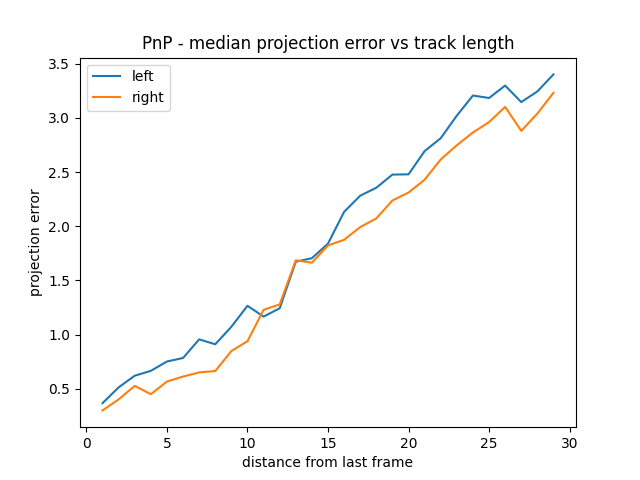 PnP - median projection error vs track length
left
right
projection error
3.5
3.0
2.5
2.0
1.5
1.0
0.5
0 5 10 15 20 25 30
distance from last frame